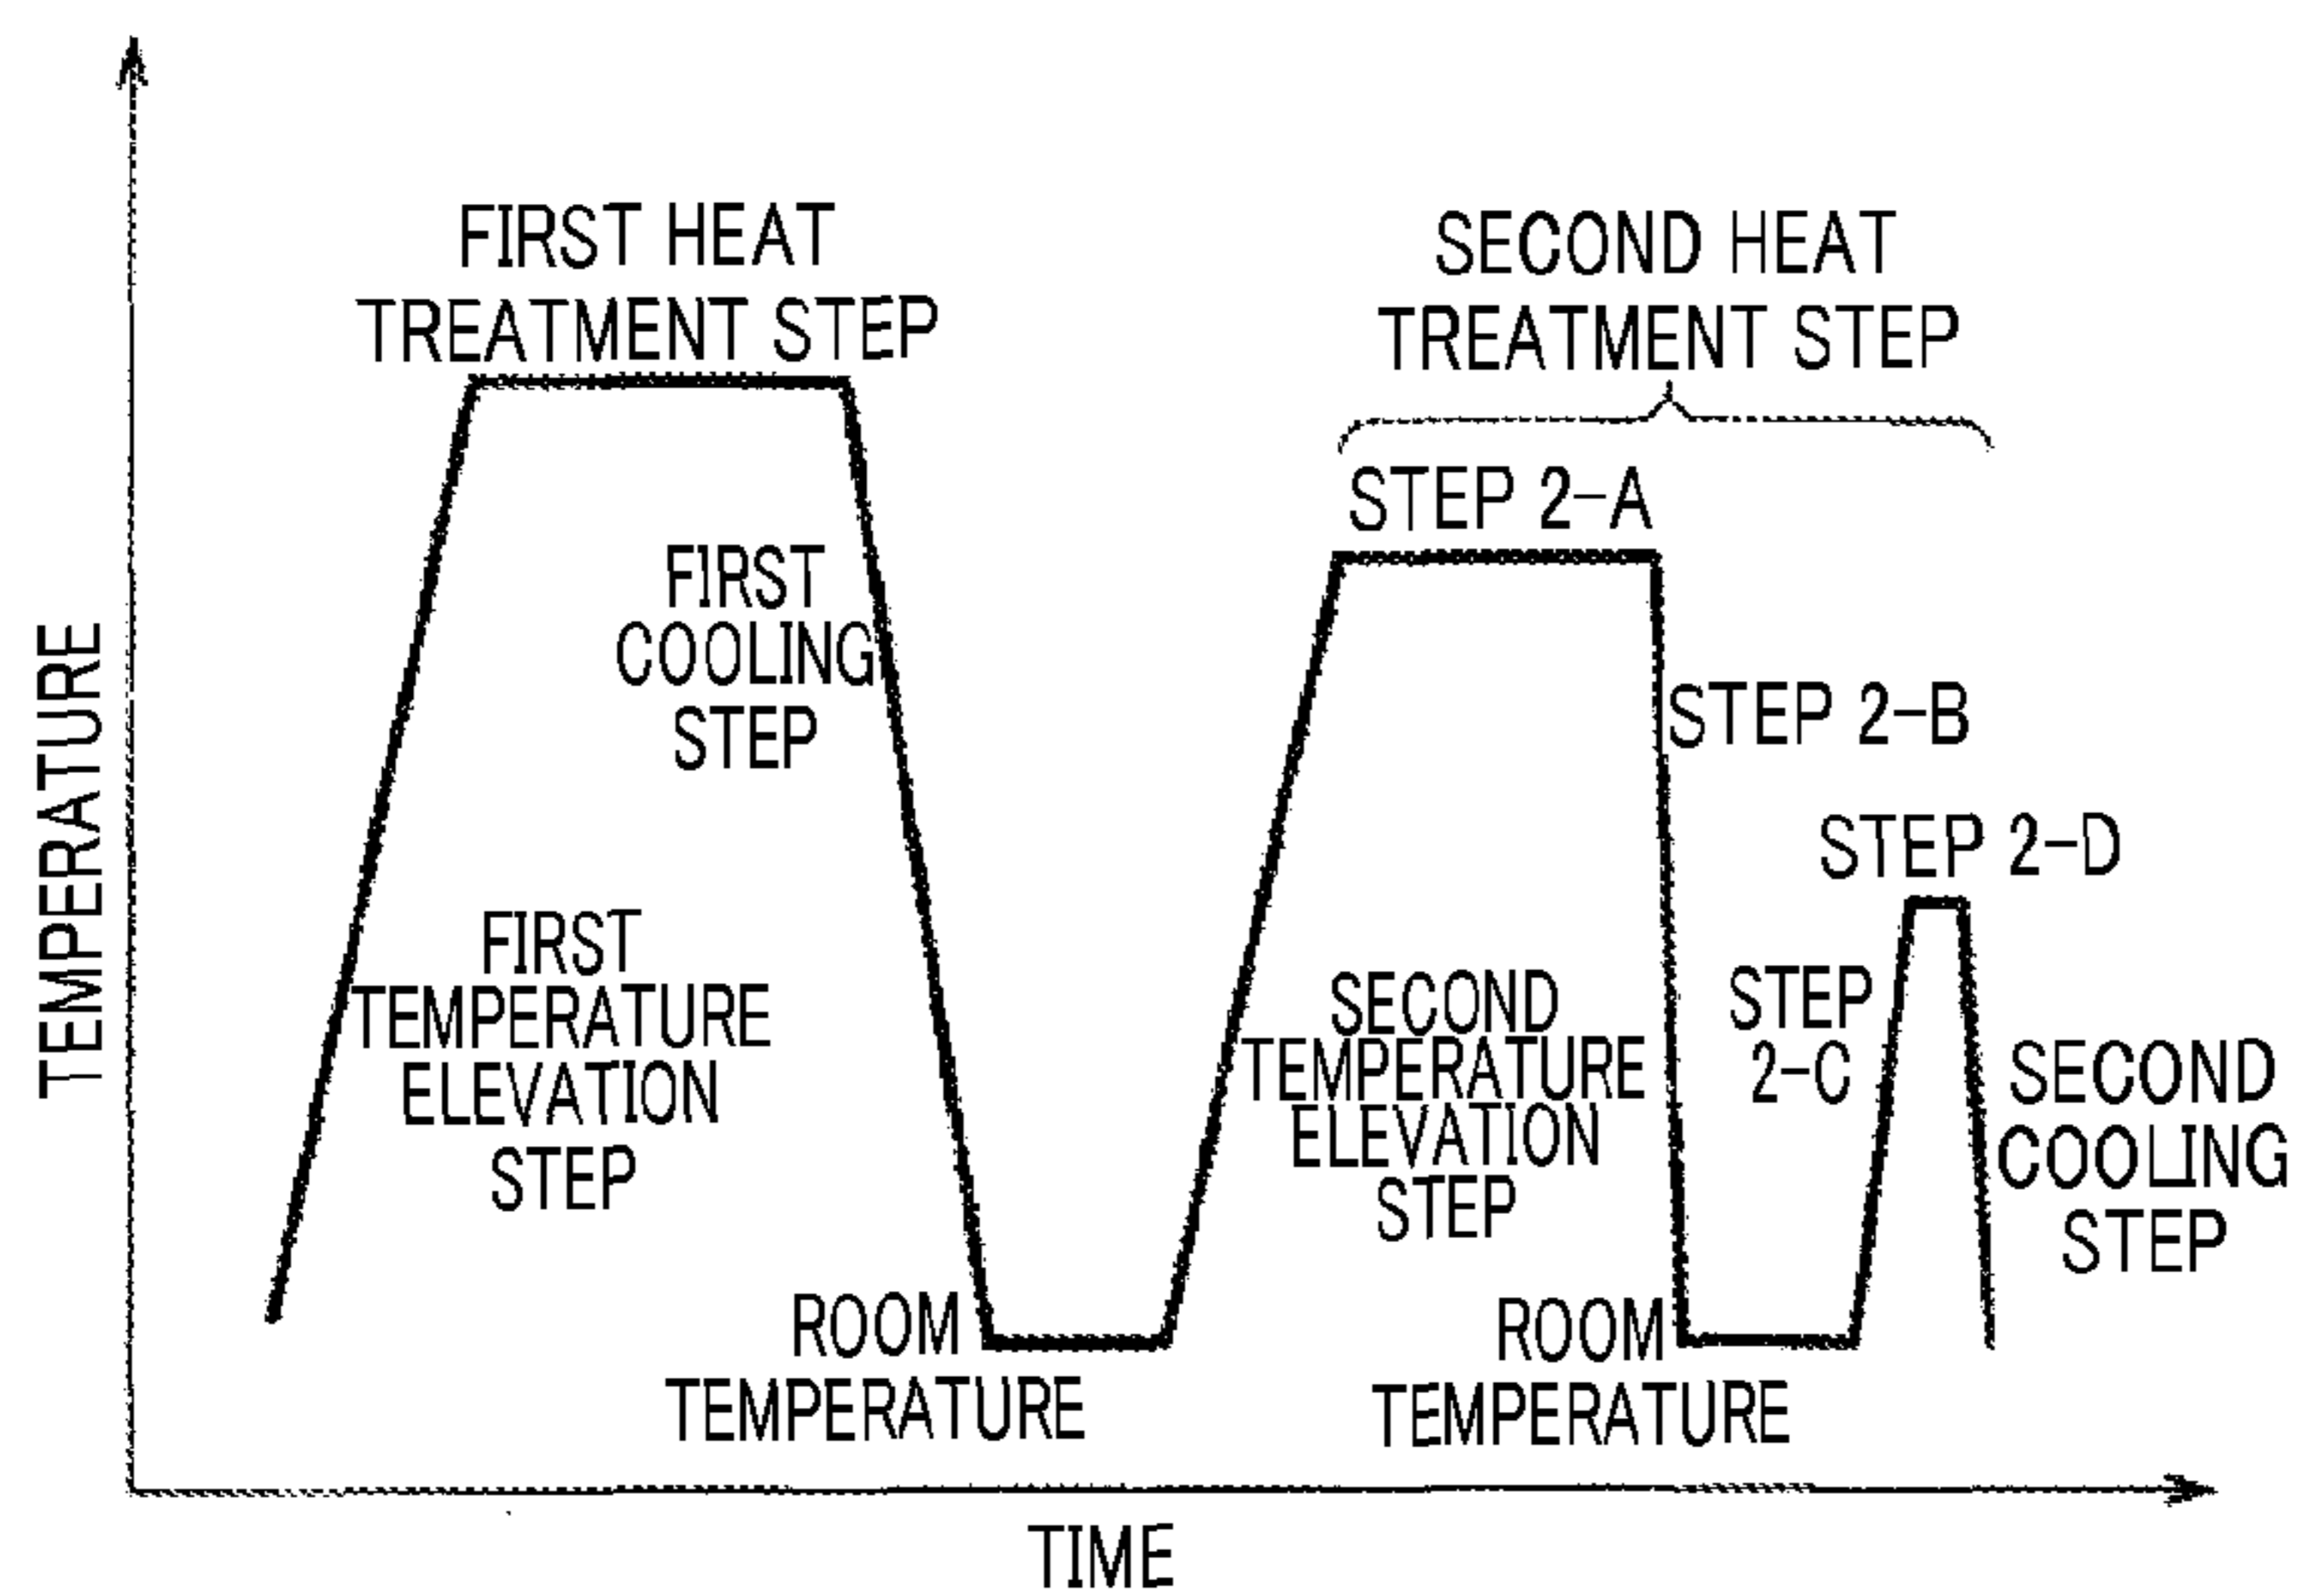 TEMPERATURE
FIRST HEAT
TREATMENT STEP
FIRST
COOLING
STEP
FIRST
TEMPERATURE
ELEVATION
STEP
ROOM
TEMPERATURE
SECOND HEAT
TREATMENT STEP
STEP 2-A
STEP 2-B
STEP 2-D
SECOND
TEMPERATURE
ELEVATION
STEP
STEP
2-C
SECOND
COOLING
STEP
ROOM
TEMPERATURE
TIME